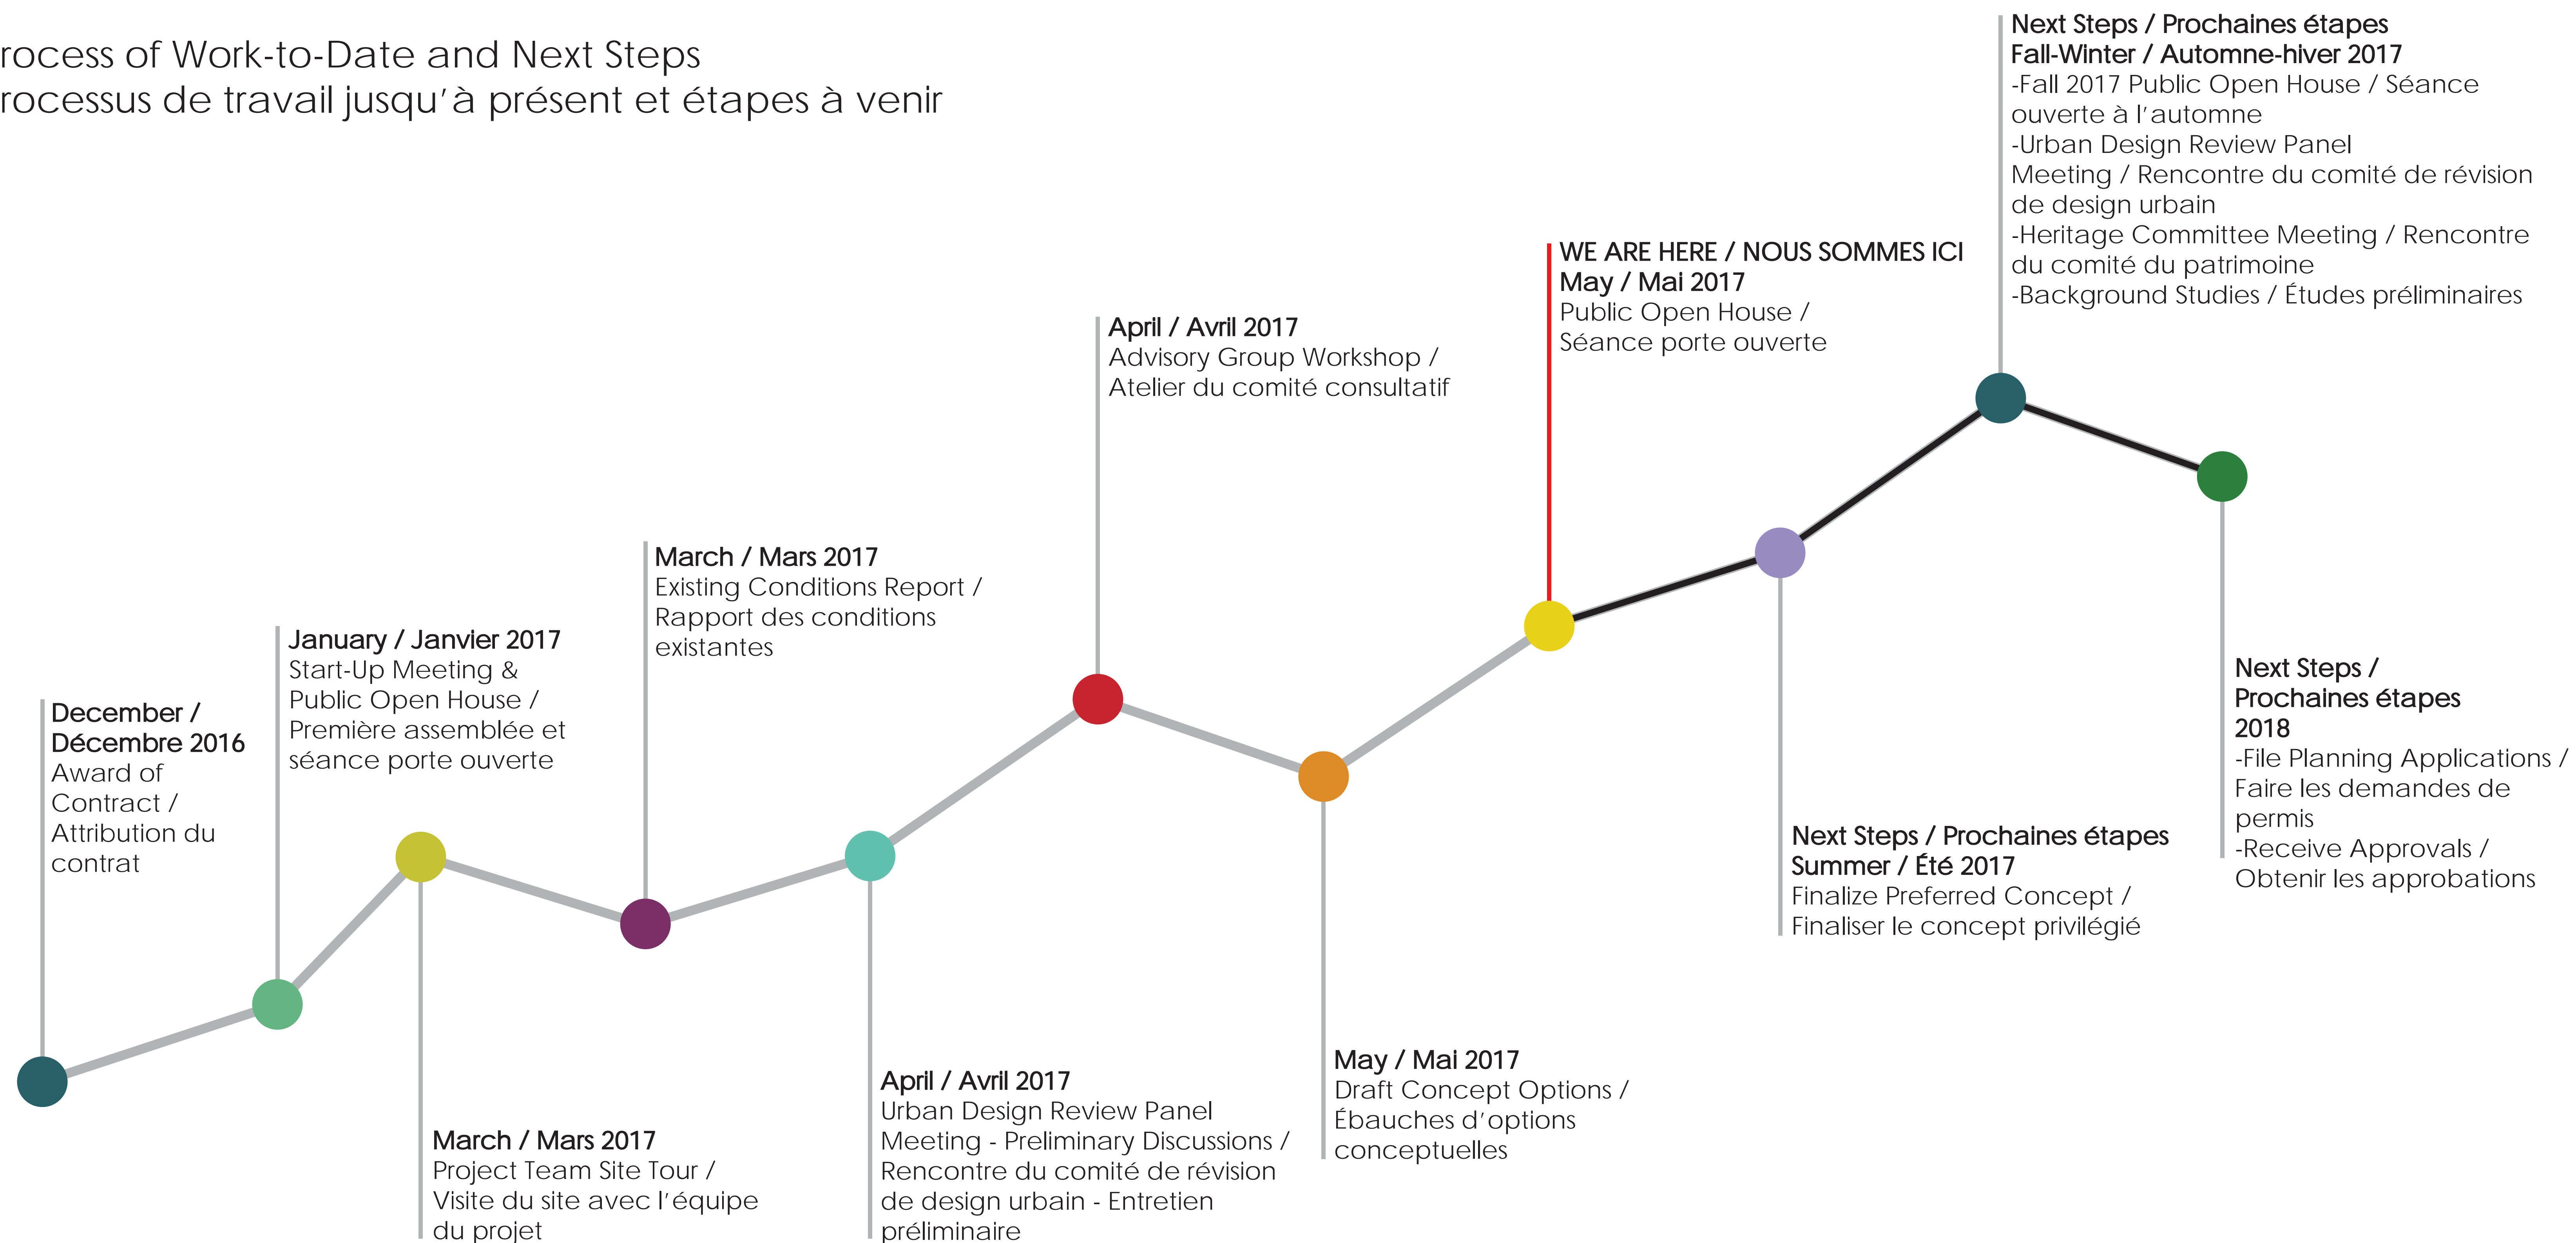 rocess of Work-to-Date and Next Steps
rocessus de travail jusqu'à présent et étapes à venir
December /
Décembre 2016
Award of
Contract /
Attribution du
contrat
January / Janvier 2017
Start-Up Meeting &
Public Open House /
Première assemblée et
séance porte ouverte
March / Mars 2017
Project Team Site Tour /
Visite du site avec l'équipe
du projet
March / Mars 2017
Existing Conditions Report /
Rapport des conditions
existantes
April / Avril 2017
Urban Design Review Panel
Meeting - Preliminary Discussions /
Rencontre du comité de révision
de design urbain - Entretien
préliminaire
April / Avril 2017
Advisory Group Workshop /
Atelier du comité consultatif
May / Mai 2017
Draft Concept Options /
Ébauches d'options
conceptuelles
WE ARE HERE / NOUS SOMMES ICI
May / Mai 2017
Public Open House /
Séance porte ouverte
Next Steps / Prochaines étapes
Summer / Été 2017
Finalize Preferred Concept /
Finaliser le concept privilégié
Next Steps / Prochaines étapes
Fall-Winter / Automne-hiver 2017
-Fall 2017 Public Open House / Séance
ouverte à l'automne
-Urban Design Review Panel
Meeting / Rencontre du comité de révision
de design urbain
-Heritage Committee Meeting / Rencontre
du comité du patrimoine
-Background Studies / Études préliminaires
Next Steps /
Prochaines étapes
2018
-File Planning Applications /
Faire les demandes de
permis
-Receive Approvals /
Obtenir les approbations